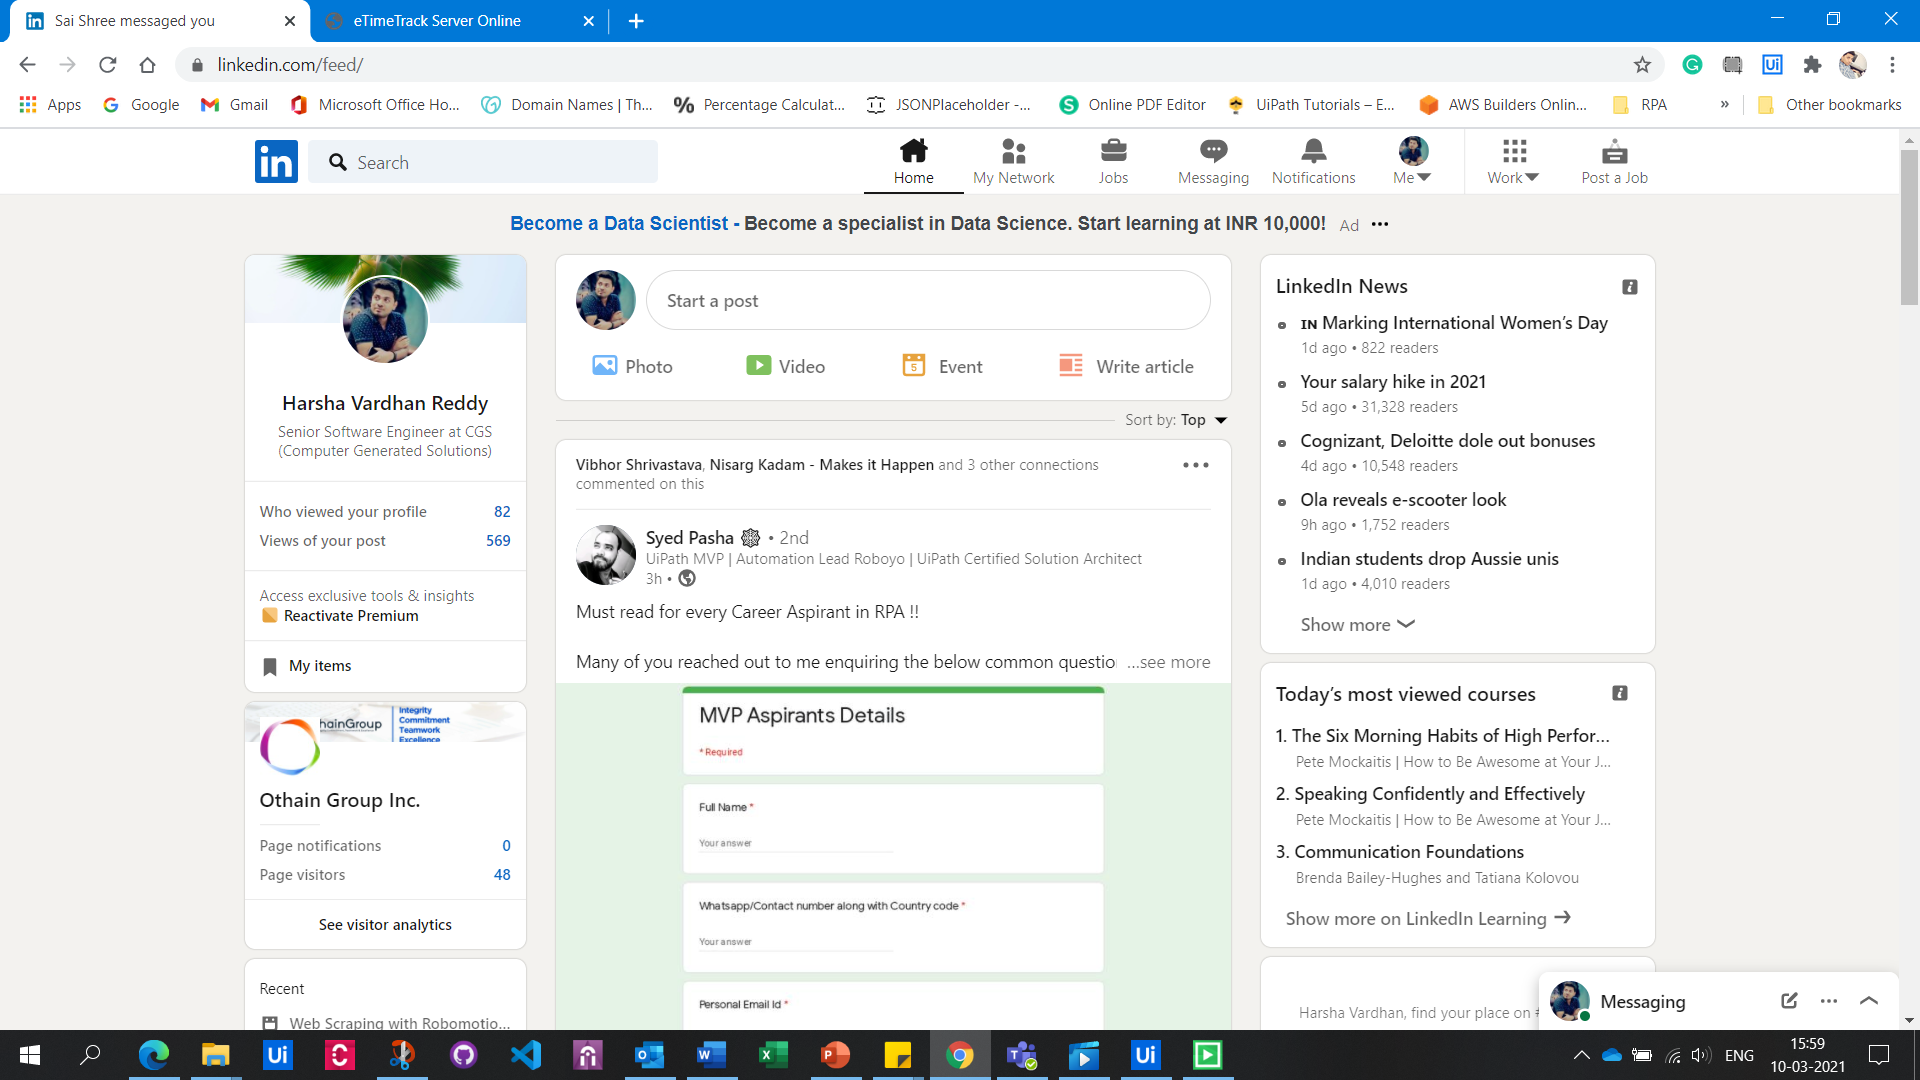 Sai Shree messaged you
eTimeTrack Server Online
linkedin.com/feed/
Apps
Google
Gmail
Microsoft Office Ho...
Domain Names | Th...
Percentage Calculat...
JSONPlaceholder -...
Online PDF Editor
UiPath Tutorials – E...
AWS Builders Onlin...
RPA
»
Other bookmarks
in
Search
Home
My Network
Jobs
Messaging
Notifications
Me
Work
Post a Job
Become a Data Scientist - Become a specialist in Data Science. Start learning at INR 10,000! Ad
Harsha Vardhan Reddy
Senior Software Engineer at CGS
(Computer Generated Solutions)
Who viewed your profile 82
Views of your post 569
Access exclusive tools & insights
Reactivate Premium
My items
hainGroup
Integrity
Commitment
Teamwork
Excellence
Othain Group Inc.
Page notifications 0
Page visitors 48
See visitor analytics
Recent
Web Scraping with Robomotio...
Start a post
Photo
Video
Event
Write article
Sort by: Top
Vibhor Shrivastava, Nisarg Kadam - Makes it Happen and 3 other connections
commented on this
Syed Pasha • 2nd
UiPath MVP | Automation Lead Roboyo | UiPath Certified Solution Architect
3h •
Must read for every Career Aspirant in RPA !!
Many of you reached out to me enquiring the below common questio ...see more
MVP Aspirants Details
* Required
Full Name *
Your answer
Whatsapp/Contact number along with Country code *
Your answer
Personal Email Id *
LinkedIn News
IN Marking International Women's Day
1d ago • 822 readers
Your salary hike in 2021
5d ago • 31,328 readers
Cognizant, Deloitte dole out bonuses
4d ago • 10,548 readers
Ola reveals e-scooter look
9h ago • 1,752 readers
Indian students drop Aussie unis
1d ago • 4,010 readers
Show more
Today's most viewed courses
1. The Six Morning Habits of High Perfor...
Pete Mockaitis | How to Be Awesome at Your J...
2. Speaking Confidently and Effectively
Pete Mockaitis | How to Be Awesome at Your J...
3. Communication Foundations
Brenda Bailey-Hughes and Tatiana Kolovou
Show more on LinkedIn Learning
Harsha Vardhan, find your place on
Messaging
ENG
15:59
10-03-2021